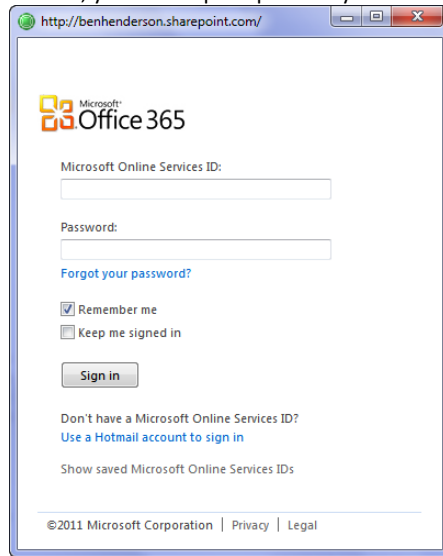 http://benhenderson.sharepoint.com/
Microsoft
Office 365
Microsoft Online Services ID:
Password:
Forgot your password?
Remember me
Keep me signed in
Sign in
Don't have a Microsoft Online Services ID?
Use a Hotmail account to sign in
Show saved Microsoft Online Services IDs
©2011 Microsoft Corporation | Privacy | Legal